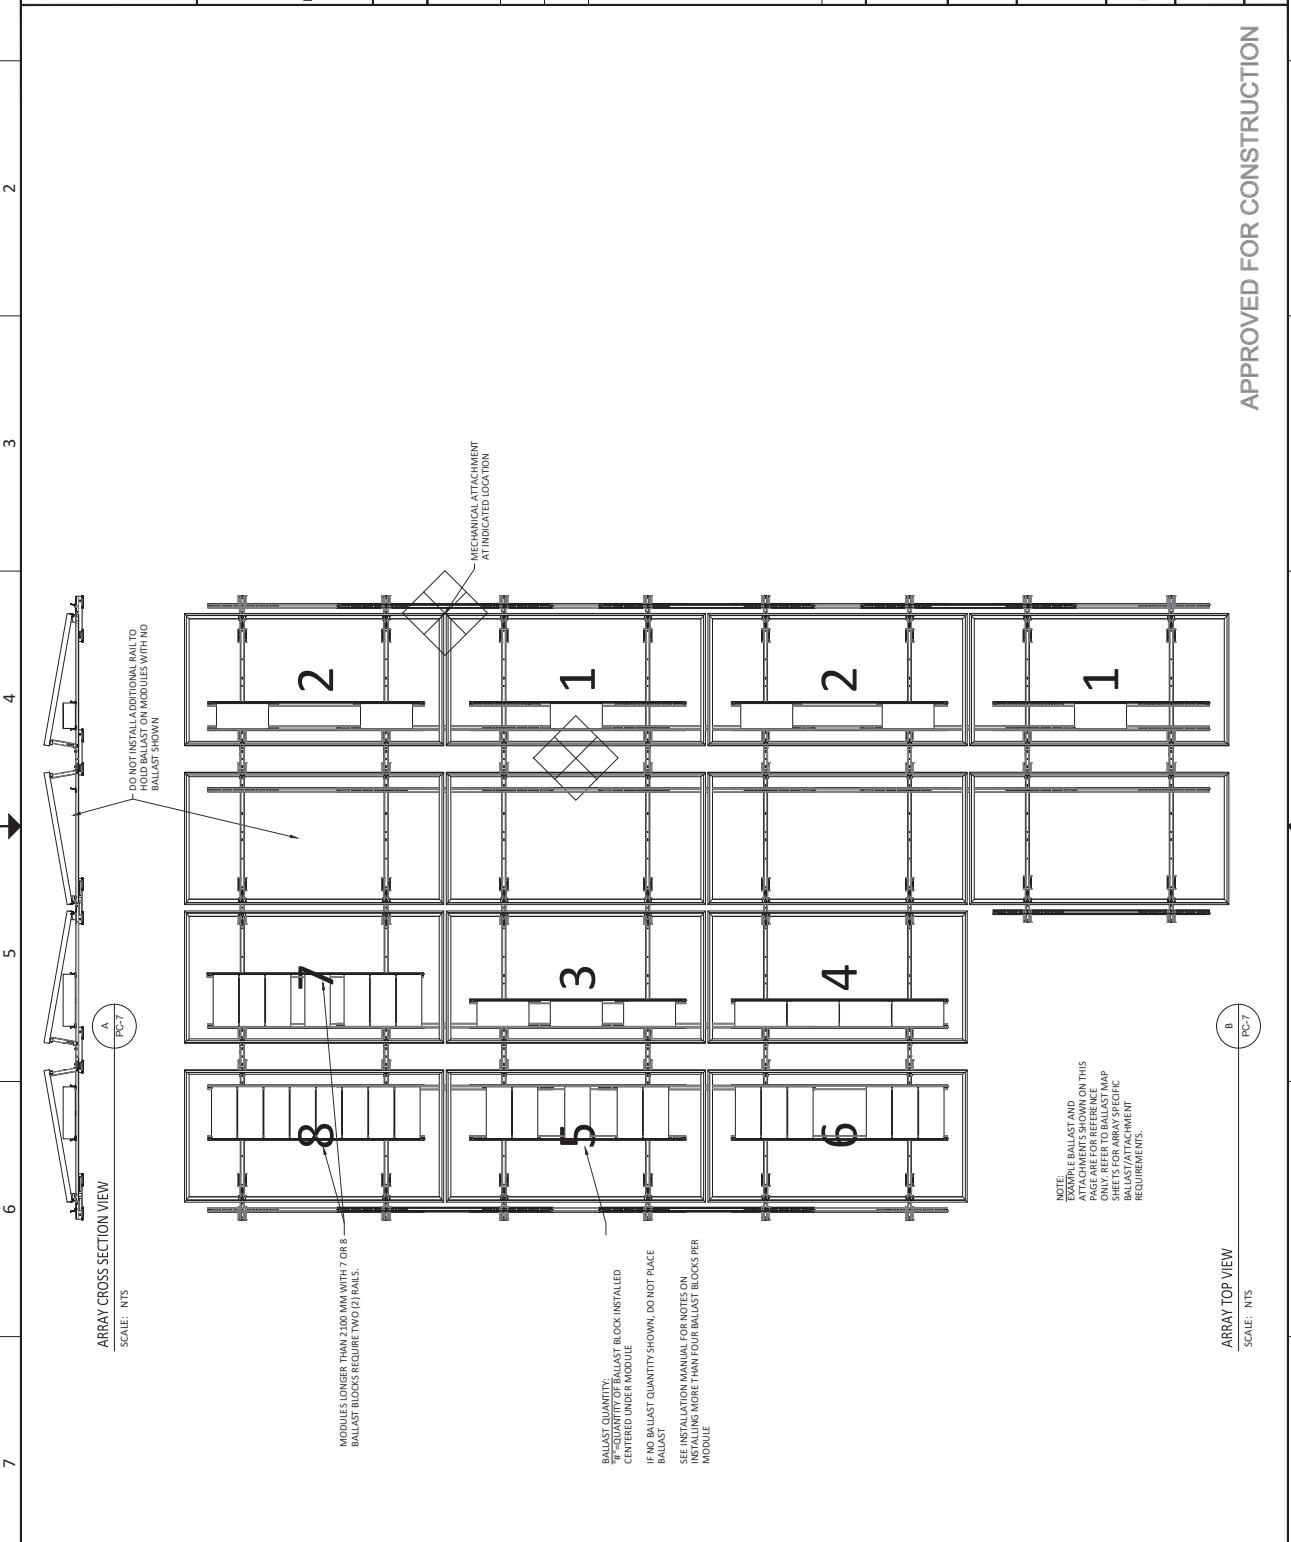 2
3
4
5
6
7
APPROVED FOR CONSTRUCTION
DO NOT INSTALL ADDITIONAL RAIL TO
HOLD BALLAST ON MODULES WITH NO
BALLAST SHOWN
A
PC-7
ARRAY CROSS SECTION VIEW
SCALE: NTS
MECHANICAL ATTACHMENT
AT INDICATED LOCATION
8
7
2
5
3
1
6
4
2
1
MODULES LONGER THAN 2100 MM WITH 7 OR 8
BALLAST BLOCKS REQUIRE TWO (2) RAILS.
BALLAST QUANTITY:
"#"=QUANTITY OF BALLAST BLOCK INSTALLED
CENTERED UNDER MODULE
IF NO BALLAST QUANTITY SHOWN, DO NOT PLACE
BALLAST
SEE INSTALLATION MANUAL FOR NOTES ON
INSTALLING MORE THAN FOUR BALLAST BLOCKS PER
MODULE
NOTE:
EXAMPLE BALLAST AND
ATTACHMENTS SHOWN ON THIS
PAGE ARE FOR REFERENCE
ONLY. REFER TO BALLAST MAP
SHEETS FOR ARRAY SPECIFIC
BALLAST/ATTACHMENT
REQUIREMENTS.
B
PC-7
ARRAY TOP VIEW
SCALE: NTS